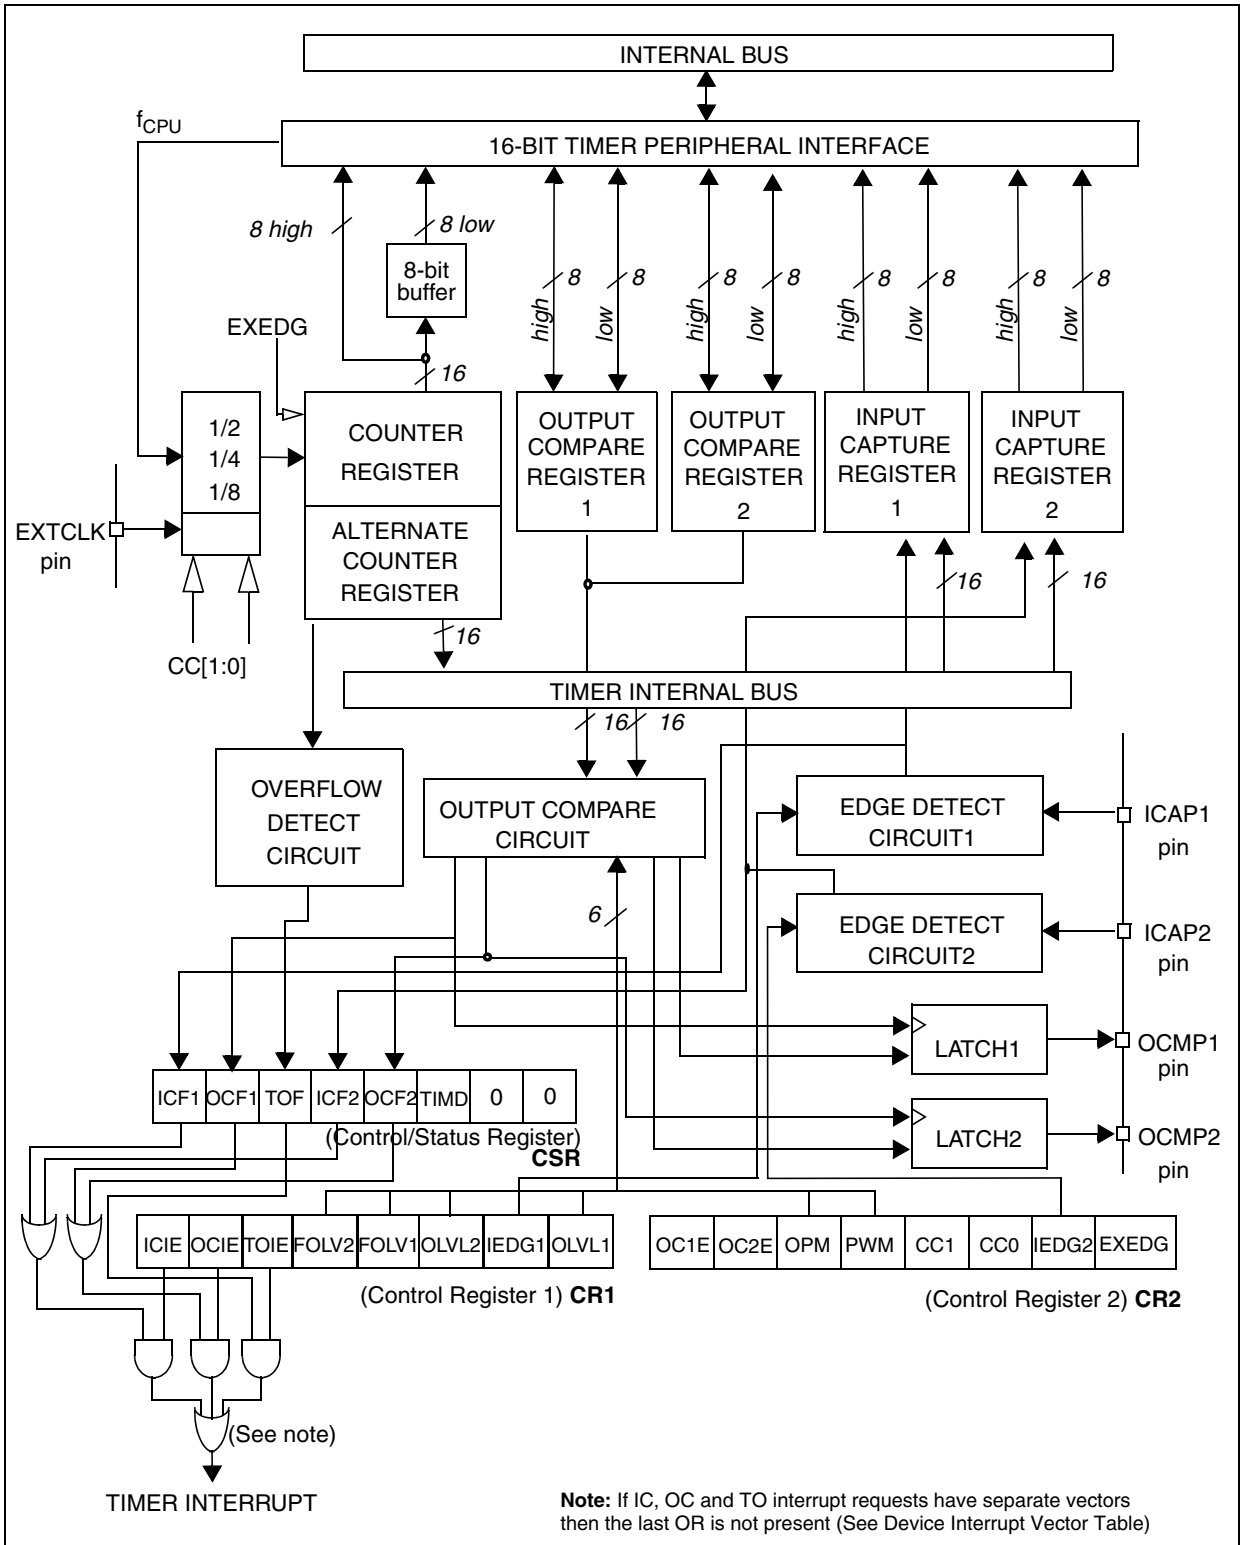 INTERNAL BUS
fCPU
16-BIT TIMER PERIPHERAL INTERFACE
8 high
8 low
8-bit
buffer
8
8
8
8
8
8
8
8
high
low
high
low
high
low
high
low
EXEDG
16
1/2
1/4
1/8
COUNTER
REGISTER
ALTERNATE
COUNTER
REGISTER
OUTPUT
COMPARE
REGISTER
1
OUTPUT
COMPARE
REGISTER
2
INPUT
CAPTURE
REGISTER
1
INPUT
CAPTURE
REGISTER
2
EXTCLK
pin
CC[1:0]
16
16
16
TIMER INTERNAL BUS
16
16
OVERFLOW
DETECT
CIRCUIT
OUTPUT COMPARE
CIRCUIT
6
EDGE DETECT
CIRCUIT1
ICAP1
pin
EDGE DETECT
CIRCUIT2
ICAP2
pin
LATCH1
OCMP1
pin
LATCH2
OCMP2
pin
ICF1 OCF1 TOF ICF2 OCF2 TIMD 0 0
(Control/Status Register)
CSR
ICIE OCIE TOIE FOLV2 FOLV1 OLVL2 IEDG1 OLVL1
(Control Register 1) CR1
OC1E OC2E OPM PWM CC1 CC0 IEDG2 EXEDG
(Control Register 2) CR2
(See note)
TIMER INTERRUPT
Note: If IC, OC and TO interrupt requests have separate vectors
then the last OR is not present (See Device Interrupt Vector Table)